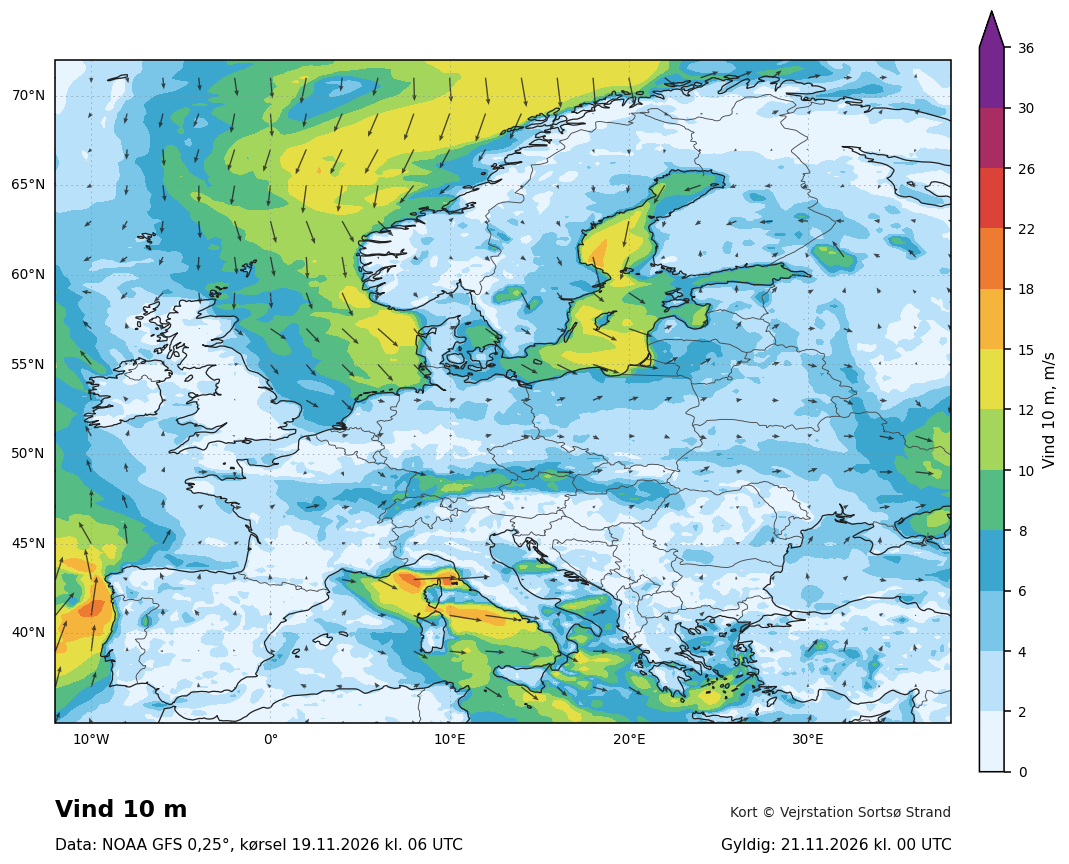 36
30
26
22
18
15
12
10
8
6
4
2
0
Vind 10 m, m/s
70°N
65°N
60°N
55°N
50°N
45°N
40°N
10°W
0°
10°E
20°E
30°E
Vind 10 m
Kort © Vejrstation Sortsø Strand
Data: NOAA GFS 0,25°, kørsel 19.11.2026 kl. 06 UTC
Gyldig: 21.11.2026 kl. 00 UTC